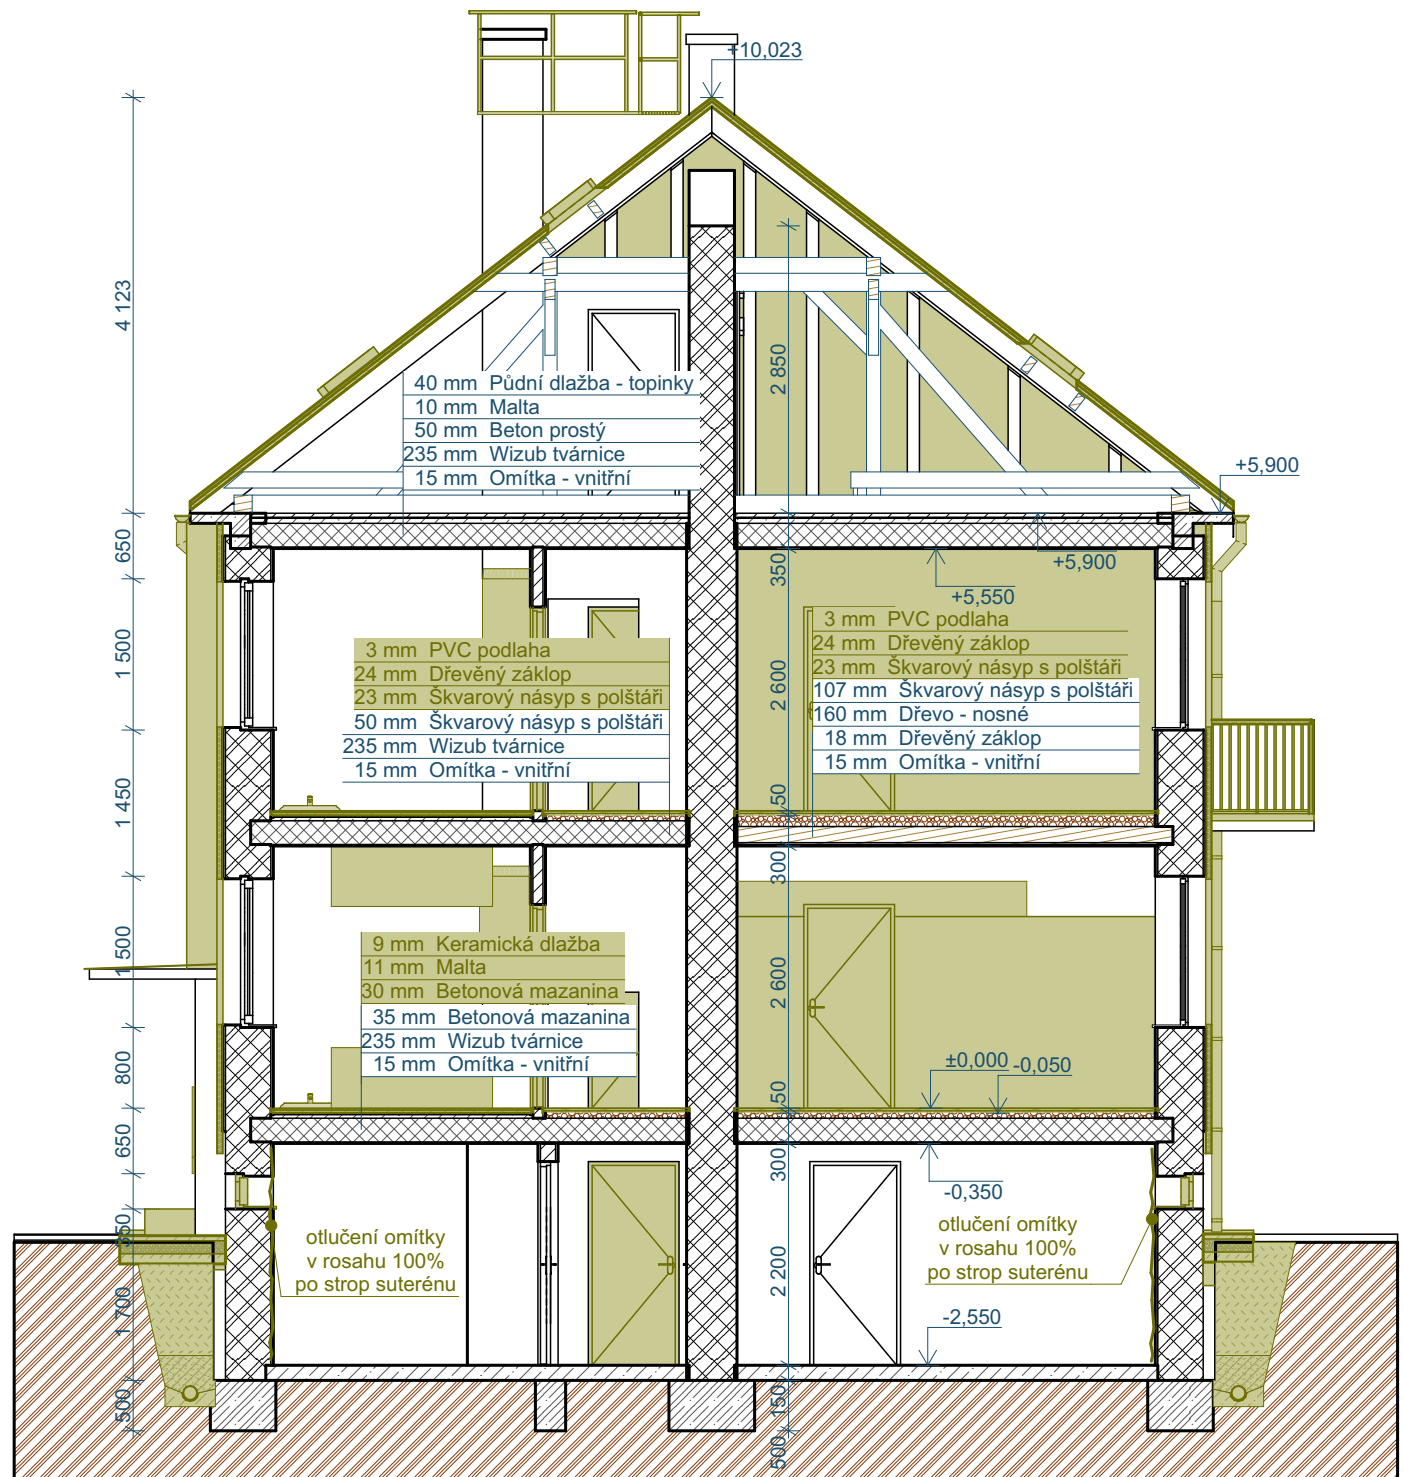 +10,023
4 123
2 850
40 mm Půdní dlažba - topinky
10 mm Malta
50 mm Beton prostý
235 mm Wizub tvárnice
15 mm Omítka - vnitřní
+5,900
650
350
+5,900
+5,550
1 500
3 mm PVC podlaha
24 mm Dřevěný záklop
23 mm Škvarový násyp s polštáři
50 mm Škvarový násyp s polštáři
235 mm Wizub tvárnice
15 mm Omítka - vnitřní
2 600
3 mm PVC podlaha
24 mm Dřevěný záklop
23 mm Škvarový násyp s polštáři
107 mm Škvarový násyp s polštáři
160 mm Dřevo - nosné
18 mm Dřevěný záklop
15 mm Omítka - vnitřní
1 450
50
300
1 500
9 mm Keramická dlažba
11 mm Malta
30 mm Betonová mazanina
35 mm Betonová mazanina
235 mm Wizub tvárnice
15 mm Omítka - vnitřní
2 600
800
50
±0,000
-0,050
650
300
-0,350
350
otlučení omítky
v rosahu 100%
po strop suterénu
otlučení omítky
v rosahu 100%
po strop suterénu
2 200
1 700
-2,550
500
150
500